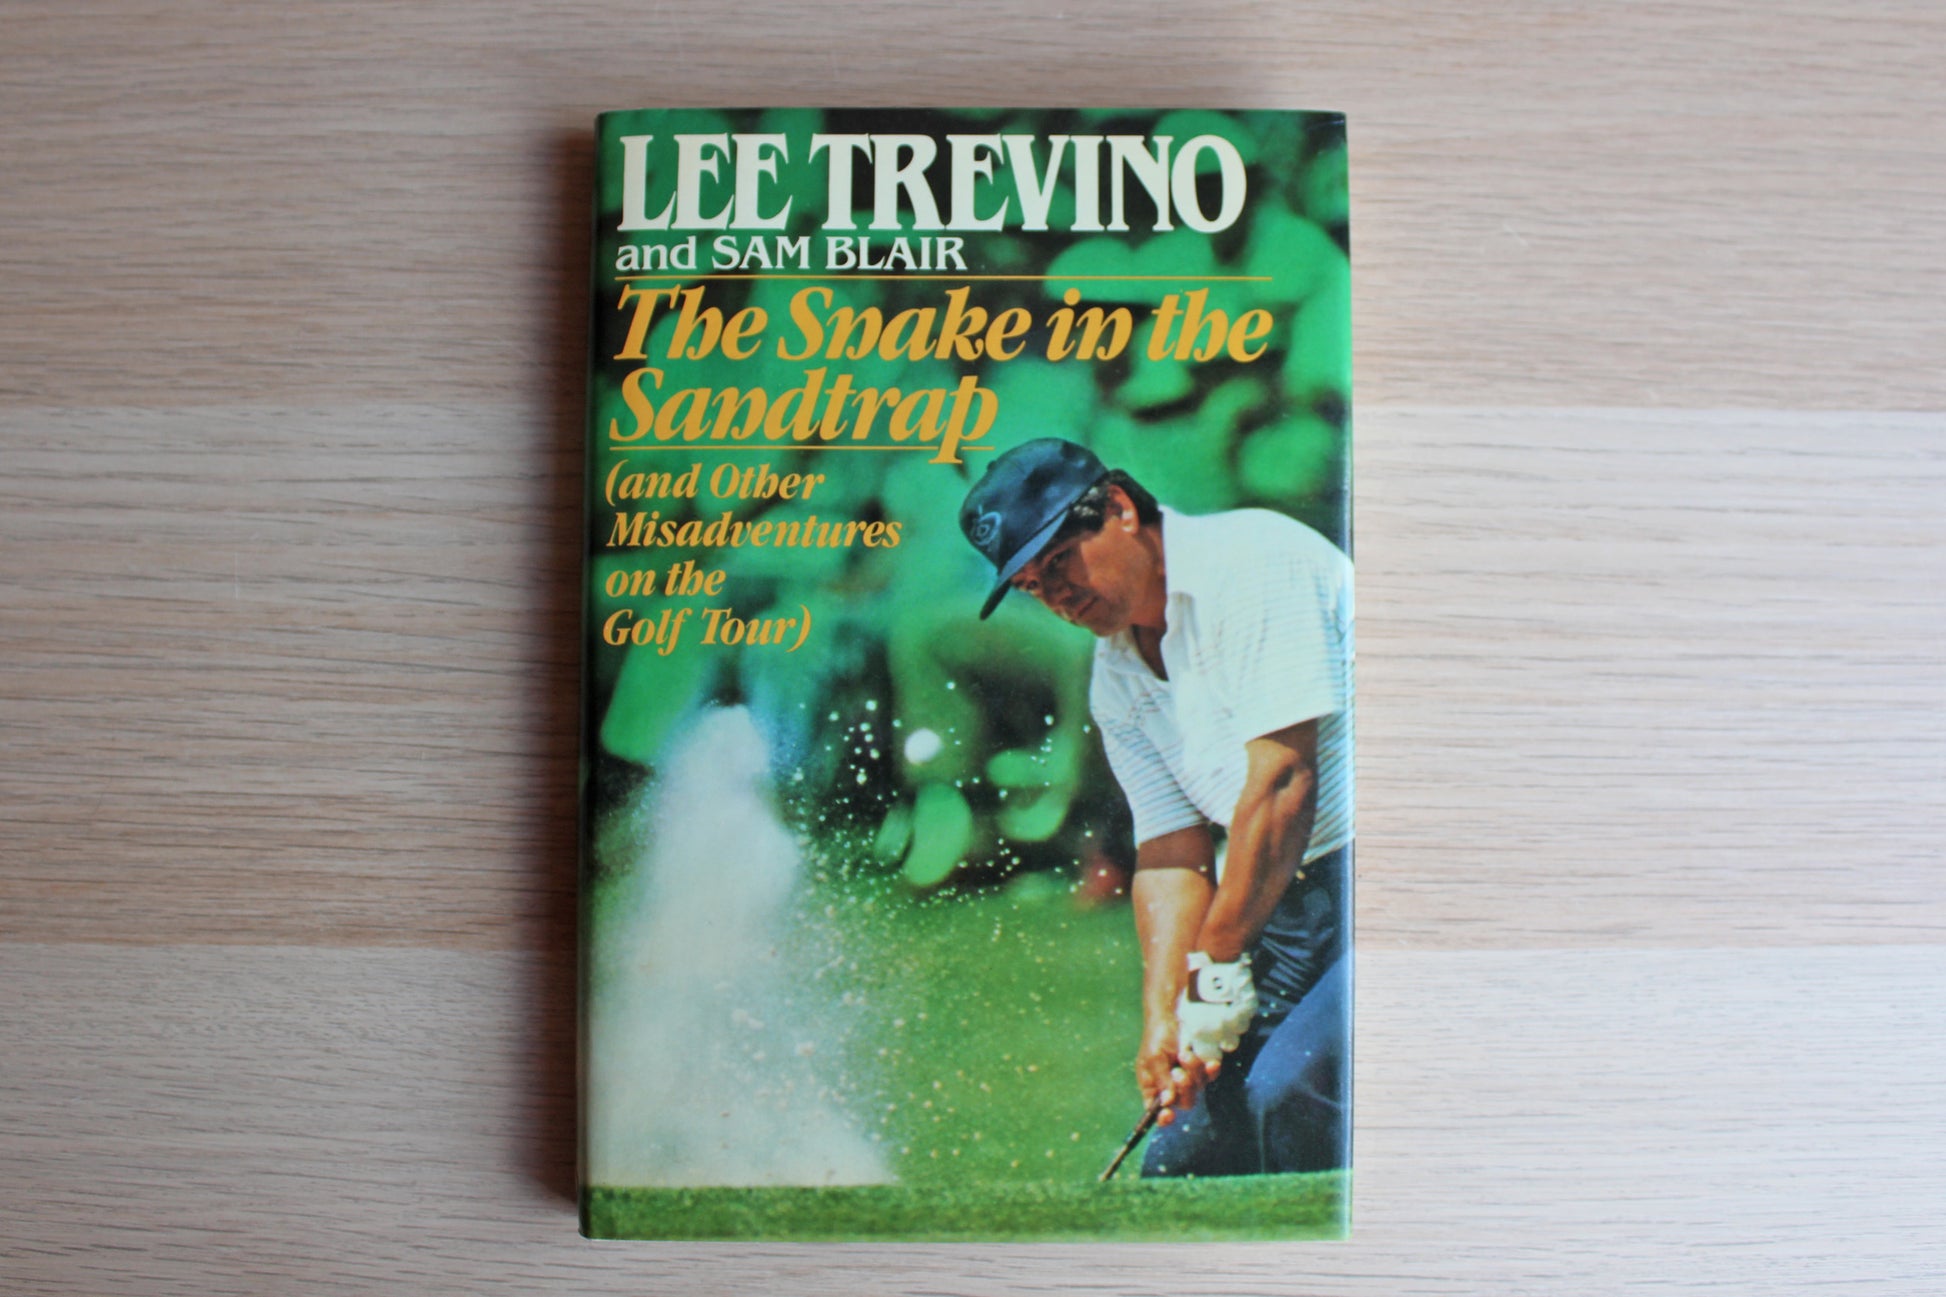 LEE TREVINO
and SAM BLAIR
The Snake in the
Sandtrap
(and Other
Misadventures
on the
Golf Tour)